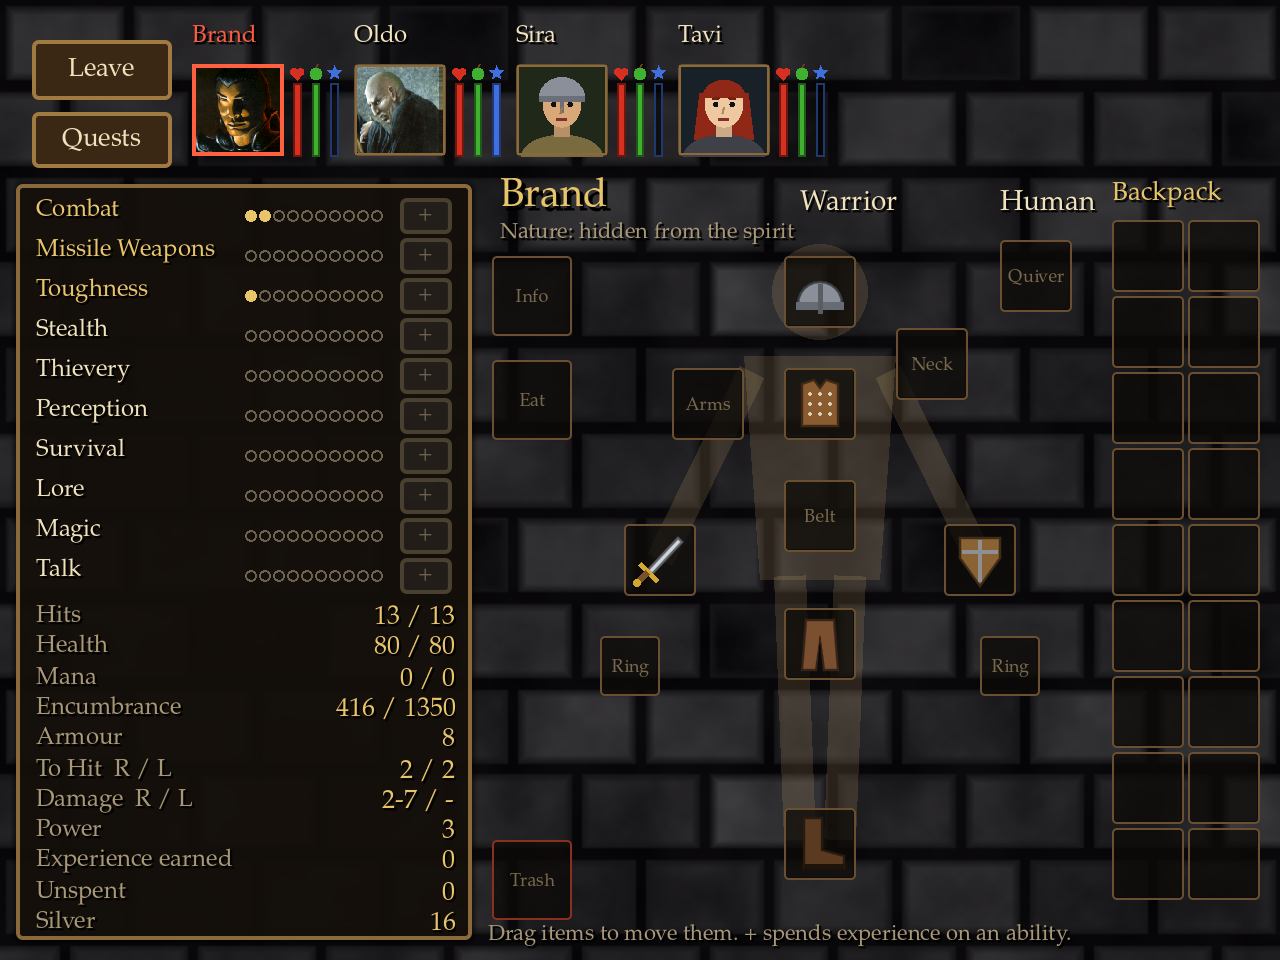 Brand
Oldo
Sira
Tavi
Leave
Quests
Combat +
Missile Weapons +
Toughness +
Stealth +
Thievery +
Perception +
Survival +
Lore +
Magic +
Talk +
Hits 13 / 13
Health 80 / 80
Mana 0 / 0
Encumbrance 416 / 1350
Armour 8
To Hit R / L 2 / 2
Damage R / L 2-7 / -
Power 3
Experience earned 0
Unspent 0
Silver 16
Brand
Warrior
Human
Nature: hidden from the spirit
Info
Eat
Quiver
Neck
Arms
Belt
Ring
Ring
Trash
Backpack
Drag items to move them. + spends experience on an ability.